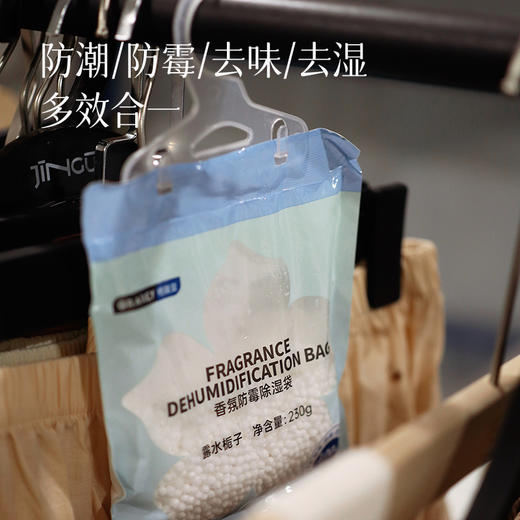 防潮/防霉/去味/去湿
多效合一
JINGU
FRAGRANCE
DEHUMIDIFICATION BAG
香氛防霉除湿袋
露水栀子 净含量:230g